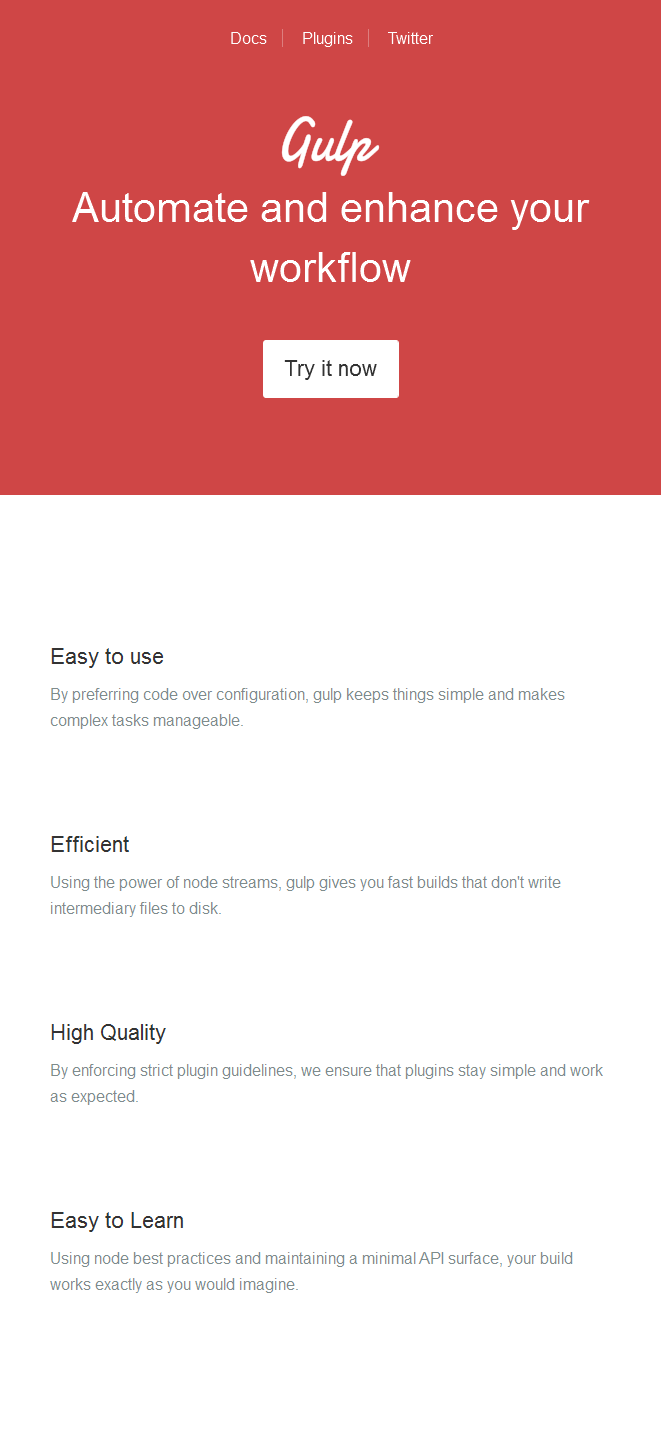 Docs Plugins Twitter
Gulp
Automate and enhance your
workflow
Try it now
Easy to use
By preferring code over configuration, gulp keeps things simple and makes
complex tasks manageable.
Efficient
Using the power of node streams, gulp gives you fast builds that don't write
intermediary files to disk.
High Quality
By enforcing strict plugin guidelines, we ensure that plugins stay simple and work
as expected.
Easy to Learn
Using node best practices and maintaining a minimal API surface, your build
works exactly as you would imagine.